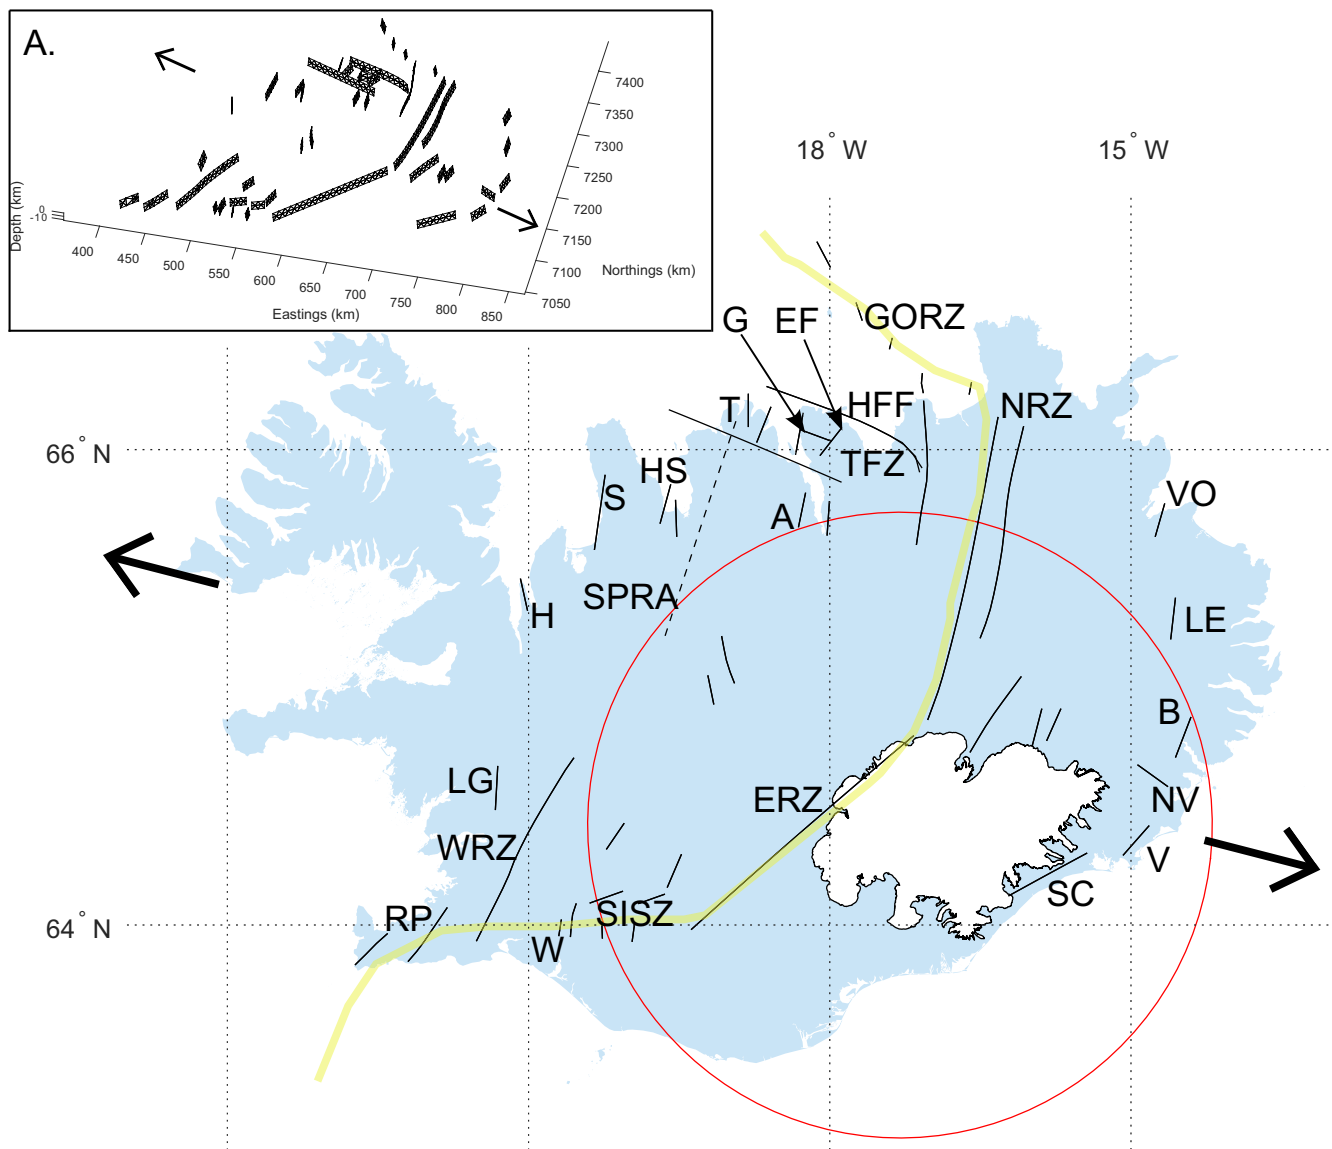 A.
7400
7350
7300
7250
7200
7150
7100
7050
Northings (km)
Depth (km)
0
-10
400
450
500
550
600
650
700
750
800
850
Eastings (km)
18° W
15° W
G
EF
GORZ
T
HFF
NRZ
66° N
TFZ
HS
S
VO
A
SPRA
H
LE
B
LG
ERZ
NV
WRZ
V
SC
RP
SISZ
64° N
W